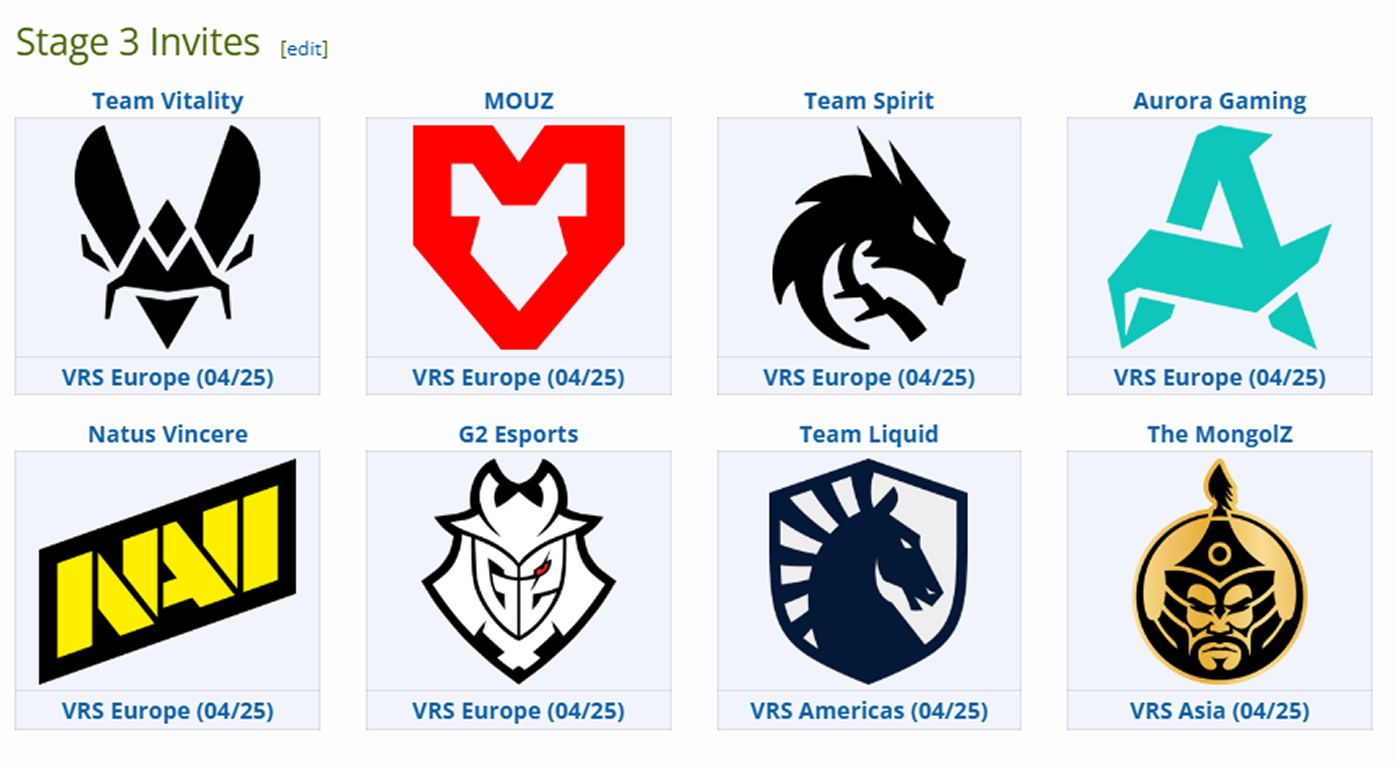 Stage 3 Invites [edit]
Team Vitality MOUZ Team Spirit Aurora Gaming
VRS Europe (04/25) VRS Europe (04/25) VRS Europe (04/25) VRS Europe (04/25)
Natus Vincere G2 Esports Team Liquid The MongolZ
NAVI G2
VRS Europe (04/25) VRS Europe (04/25) VRS Americas (04/25) VRS Asia (04/25)